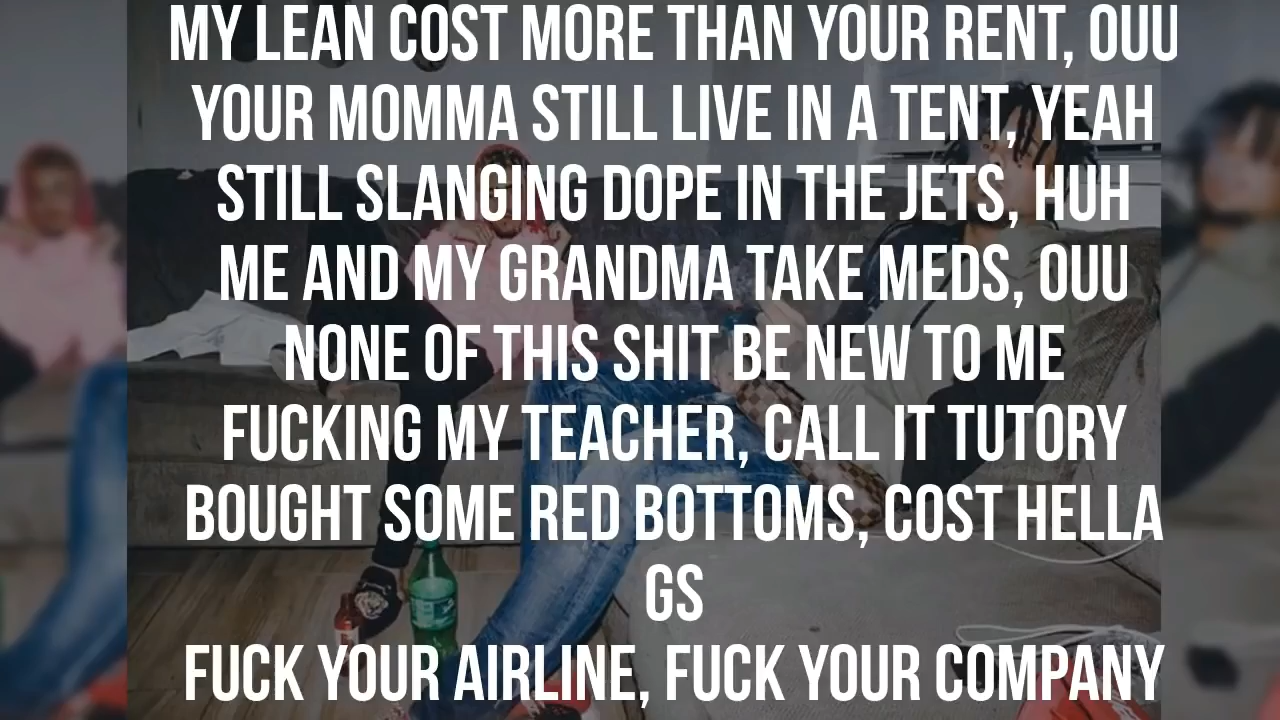 MY LEAN COST MORE THAN YOUR RENT, OUU
YOUR MOMMA STILL LIVE IN A TENT, YEAH
STILL SLANGING DOPE IN THE JETS, HUH
ME AND MY GRANDMA TAKE MEDS, OUU
NONE OF THIS SHIT BE NEW TO ME
FUCKING MY TEACHER, CALL IT TUTORY
BOUGHT SOME RED BOTTOMS, COST HELLA
GS
FUCK YOUR AIRLINE, FUCK YOUR COMPANY